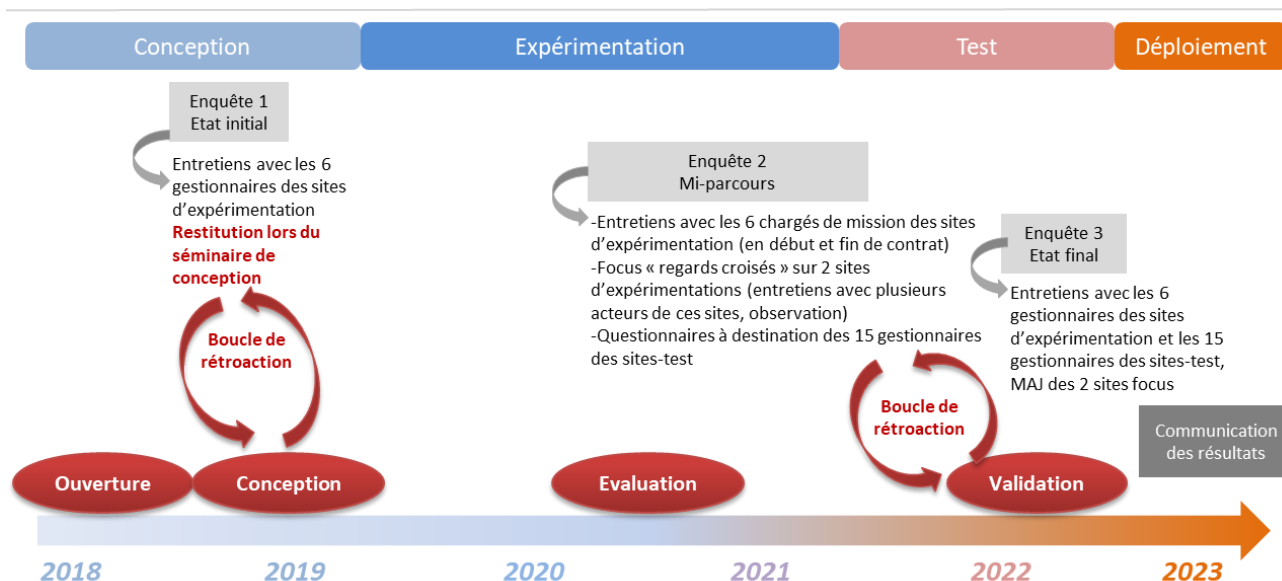 Conception
Expérimentation
Test
Déploiement
Enquête 1
Etat initial
Entretiens avec les 6
gestionnaires des sites
d'expérimentation
Restitution lors du
séminaire de
conception
Boucle de
rétroaction
Enquête 2
Mi-parcours
-Entretiens avec les 6 chargés de mission des sites
d'expérimentation (en début et fin de contrat)
-Focus « regards croisés » sur 2 sites
d'expérimentations (entretiens avec plusieurs
acteurs de ces sites, observation)
-Questionnaires à destination des 15 gestionnaires
des sites-test
Enquête 3
Etat final
Entretiens avec les 6
gestionnaires des sites
d'expérimentation et les 15
gestionnaires des sites-test,
MAJ des 2 sites focus
Boucle de
rétroaction
Communication
des résultats
Ouverture
Conception
Evaluation
Validation
2018
2019
2020
2021
2022
2023